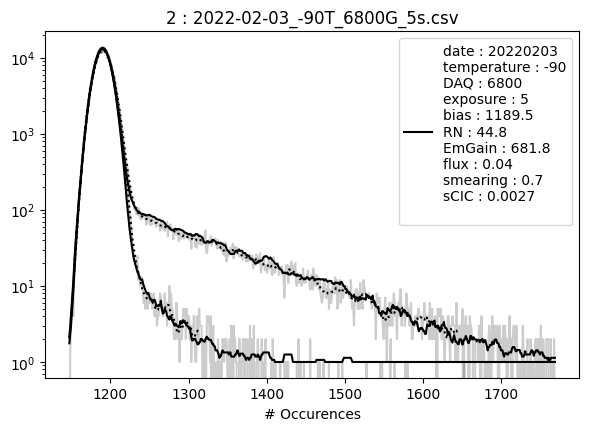 2 : 2022-02-03_-90T_6800G_5s.csv
date : 20220203
temperature : -90
DAQ : 6800
exposure : 5
bias : 1189.5
RN : 44.8
EmGain : 681.8
flux : 0.04
smearing : 0.7
sCIC : 0.0027
10⁴
10³
10²
10¹
10⁰
1200 1300 1400 1500 1600 1700
# Occurences